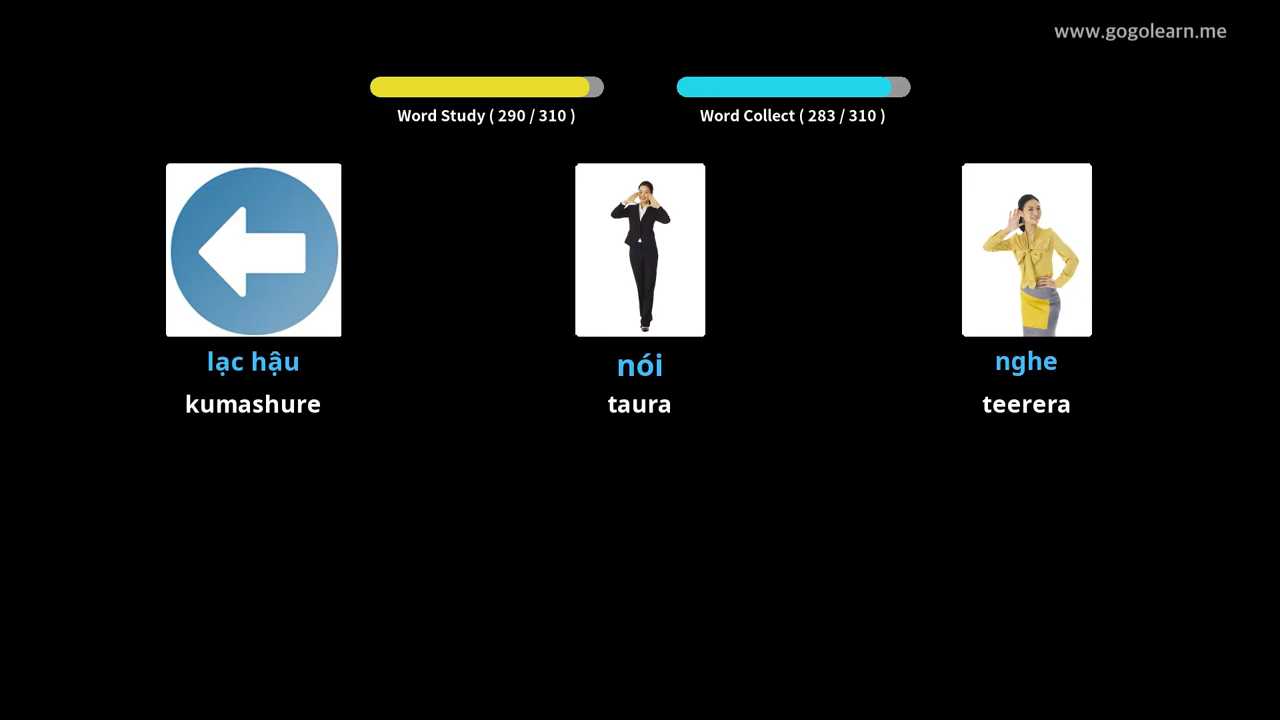 www.gogolearn.me
Word Study ( 290 / 310 )
Word Collect ( 283 / 310 )
lạc hậu
nói
nghe
kumashure
taura
teerera